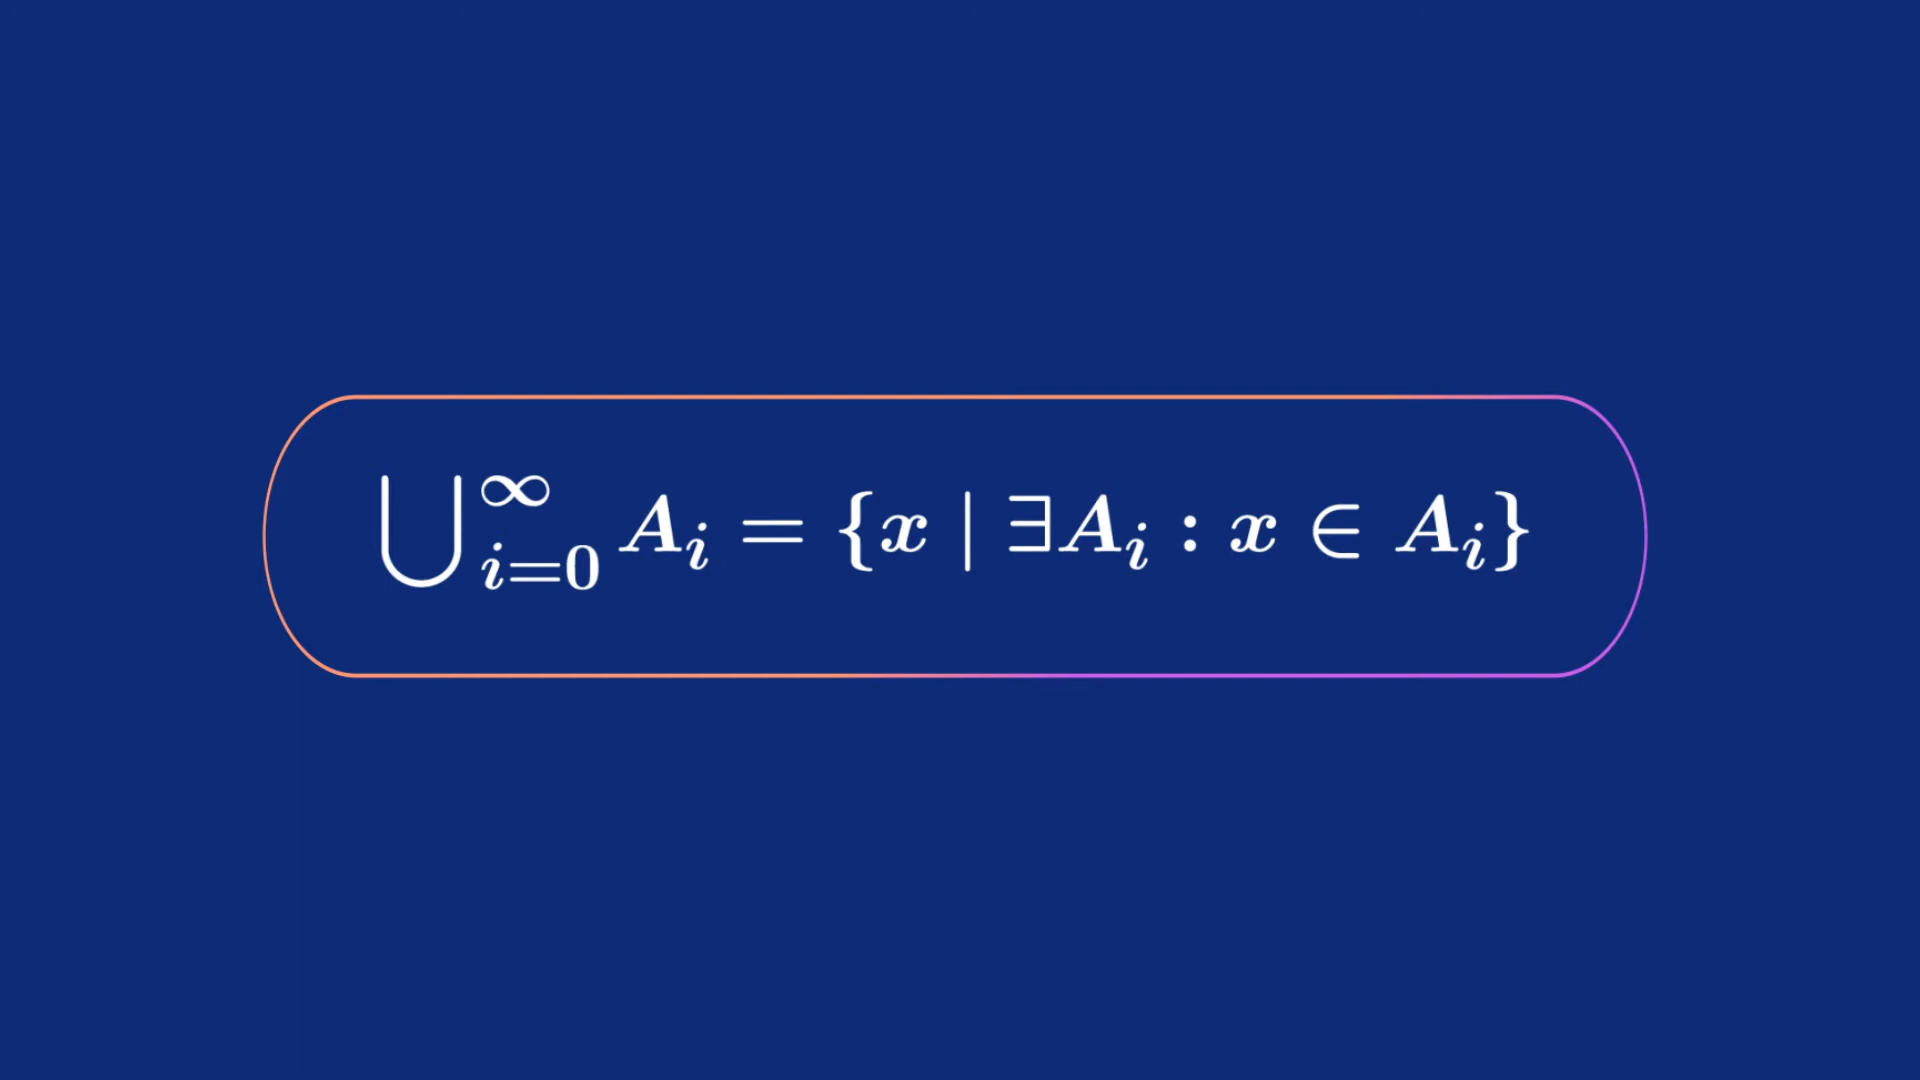 ⋃_{i=0}^{∞} A_i = {x | ∃A_i : x ∈ A_i}